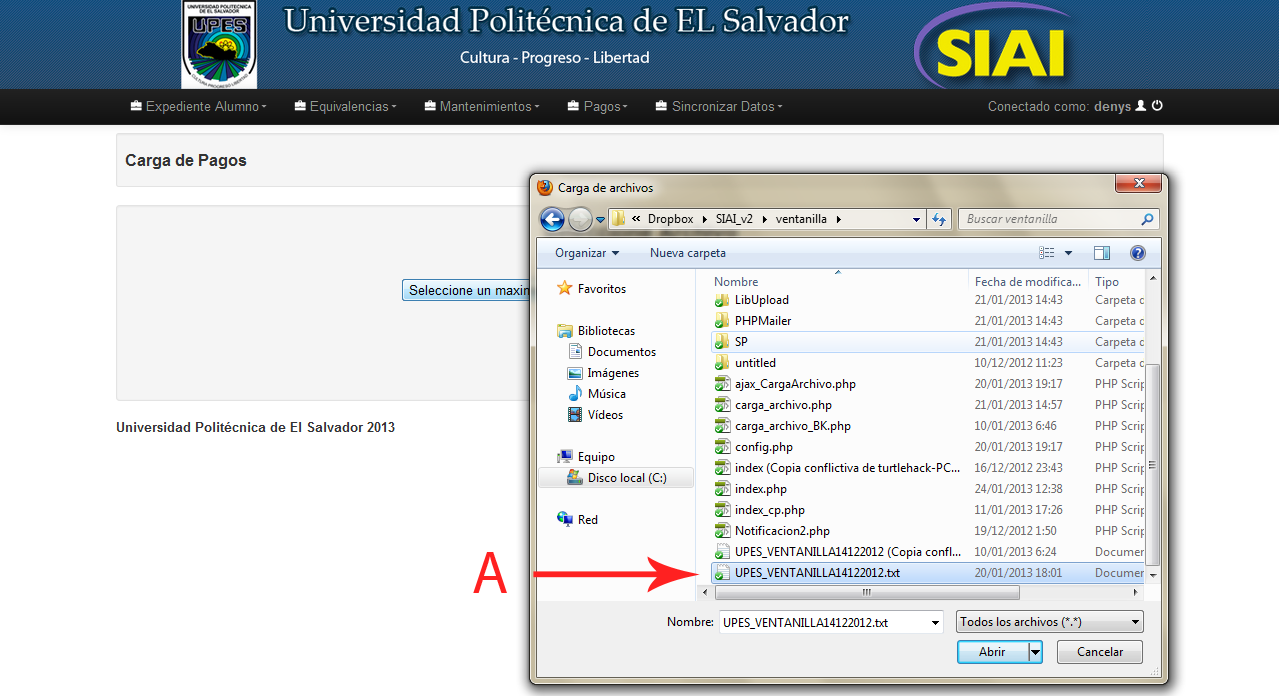 UNIVERSIDAD POLITECNICA
DE EL SALVADOR
UPES
CULTURA PROGRESO LIBERTAD
Universidad Politécnica de EL Salvador
Cultura - Progreso - Libertad
SIAI
Expediente Alumno Equivalencias Mantenimientos Pagos Sincronizar Datos Conectado como: denys
Carga de Pagos
Seleccione un maxim
Universidad Politécnica de El Salvador 2013
Carga de archivos
« Dropbox SIAI_v2 ventanilla Buscar ventanilla
Organizar Nueva carpeta
Favoritos
Bibliotecas
Documentos
Imágenes
Música
Vídeos
Equipo
Disco local (C:)
Red
Nombre Fecha de modifica... Tipo
LibUpload 21/01/2013 14:43 Carpeta d
PHPMailer 21/01/2013 14:43 Carpeta d
SP 21/01/2013 14:43 Carpeta d
untitled 10/12/2012 11:23 Carpeta d
ajax_CargaArchivo.php 20/01/2013 19:17 PHP Scrip
carga_archivo.php 21/01/2013 14:57 PHP Scrip
carga_archivo_BK.php 10/01/2013 6:46 PHP Scrip
config.php 20/01/2013 19:17 PHP Scrip
index (Copia conflictiva de turtlehack-PC... 16/12/2012 23:43 PHP Scrip
index.php 24/01/2013 12:38 PHP Scrip
index_cp.php 11/01/2013 17:26 PHP Scrip
Notificacion2.php 19/12/2012 1:50 PHP Scrip
UPES_VENTANILLA14122012 (Copia confl... 10/01/2013 6:24 Documen
UPES_VENTANILLA14122012.txt 20/01/2013 18:01 Documen
A
Nombre: UPES_VENTANILLA14122012.txt Todos los archivos (*.*)
Abrir Cancelar